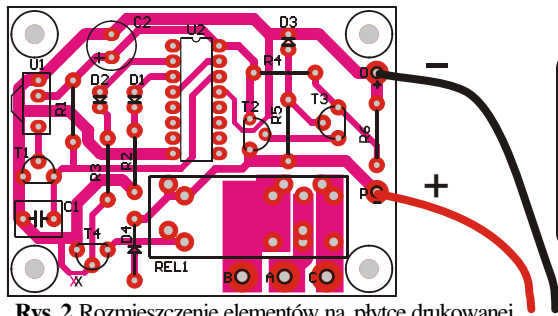 C2
U2
D3
U1
R4
O
−
+
+
D2
D1
R1
T2
R5
T3
R6
T1
R3
R2
P
+
C1
T4
D4
REL1
X
X
B
A
C
Rys. 2 Rozmieszczenie elementów na płytce drukowanej